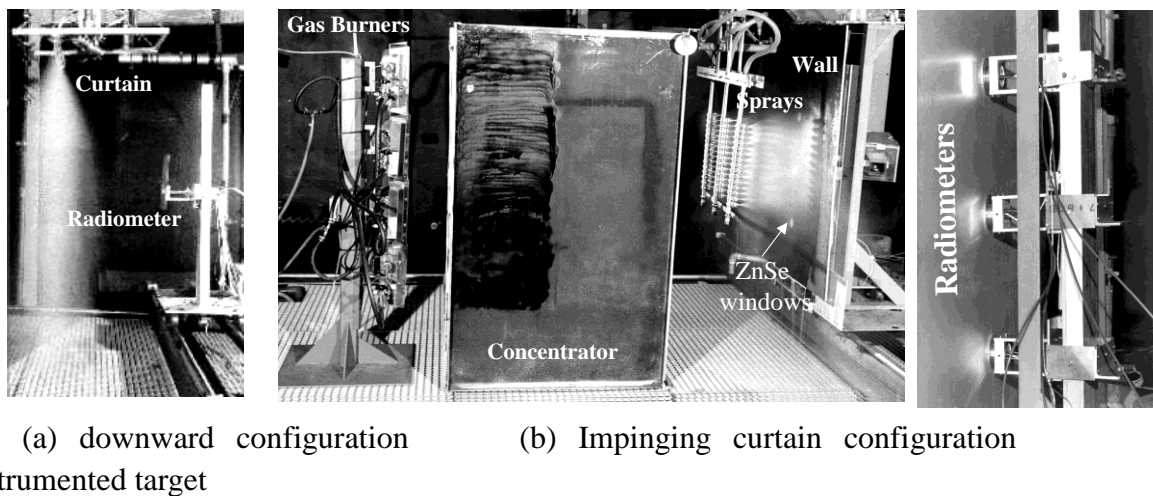 Gas Burners
Curtain
Wall
Sprays
Radiometer
Radiometers
ZnSe
windows
Concentrator
(a) downward configuration
(b) Impinging curtain configuration
trumented target